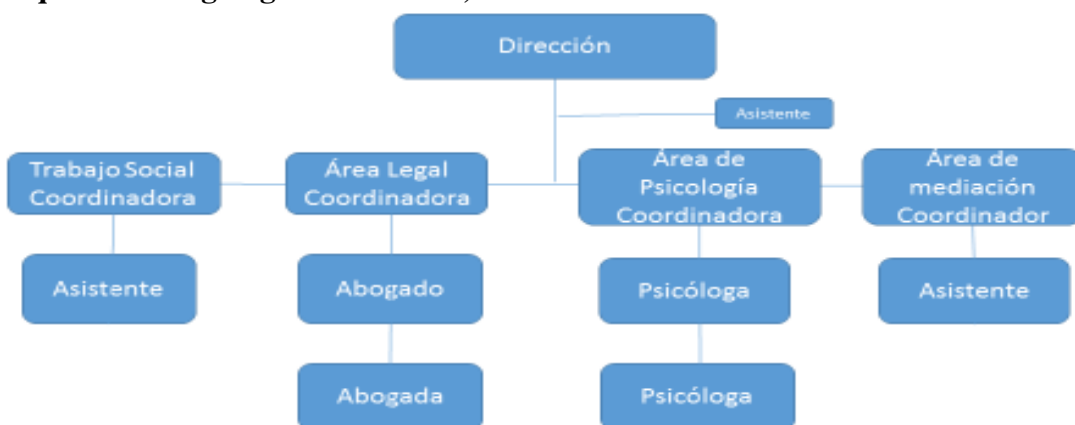 Dirección
Asistente
Trabajo Social
Coordinadora
Área Legal
Coordinadora
Área de
Psicología
Coordinadora
Área de
mediación
Coordinador
Asistente
Abogado
Psicóloga
Asistente
Abogada
Psicóloga